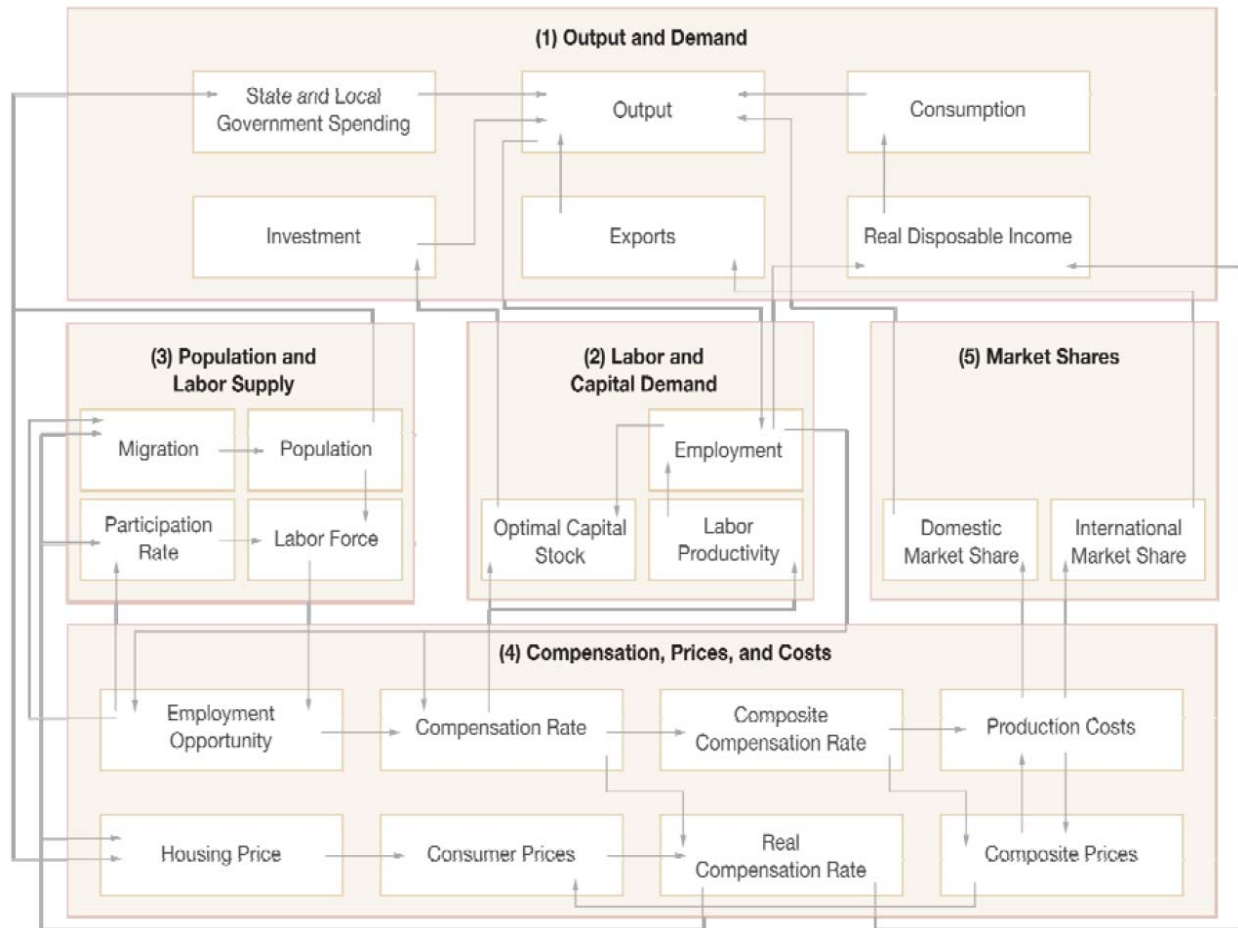 (1) Output and Demand
State and Local
Government Spending
Output
Consumption
Investment
Exports
Real Disposable Income
(3) Population and
Labor Supply
Migration
Population
Participation
Rate
Labor Force
(2) Labor and
Capital Demand
Employment
Optimal Capital
Stock
Labor
Productivity
(5) Market Shares
Domestic
Market Share
International
Market Share
(4) Compensation, Prices, and Costs
Employment
Opportunity
Compensation Rate
Composite
Compensation Rate
Production Costs
Housing Price
Consumer Prices
Real
Compensation Rate
Composite Prices